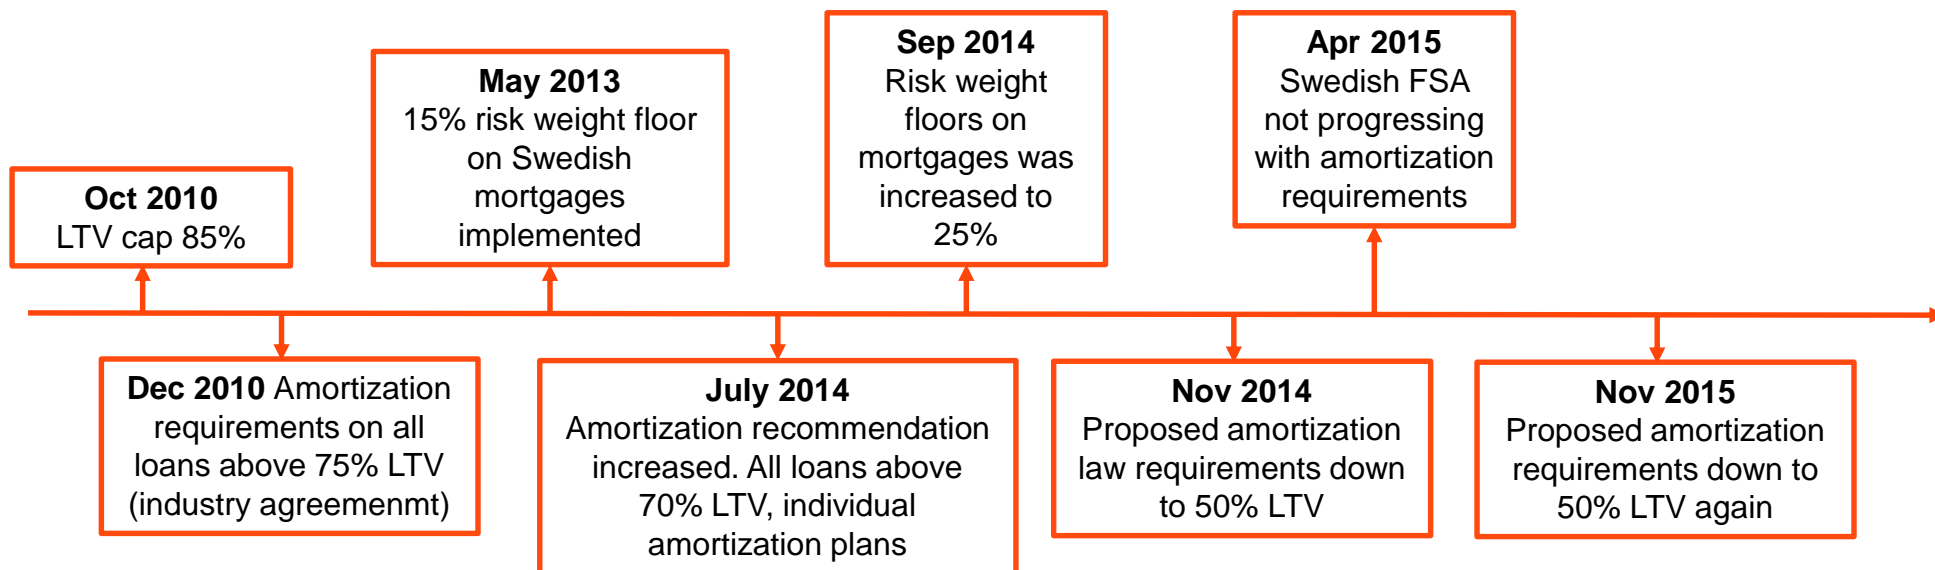 Oct 2010
LTV cap 85%
Dec 2010 Amortization
requirements on all
loans above 75% LTV
(industry agreemenmt)
May 2013
15% risk weight floor
on Swedish
mortgages
implemented
July 2014
Amortization recommendation
increased. All loans above
70% LTV, individual
amortization plans
Sep 2014
Risk weight
floors on
mortgages was
increased to
25%
Nov 2014
Proposed amortization
law requirements down
to 50% LTV
Apr 2015
Swedish FSA
not progressing
with amortization
requirements
Nov 2015
Proposed amortization
requirements down to
50% LTV again